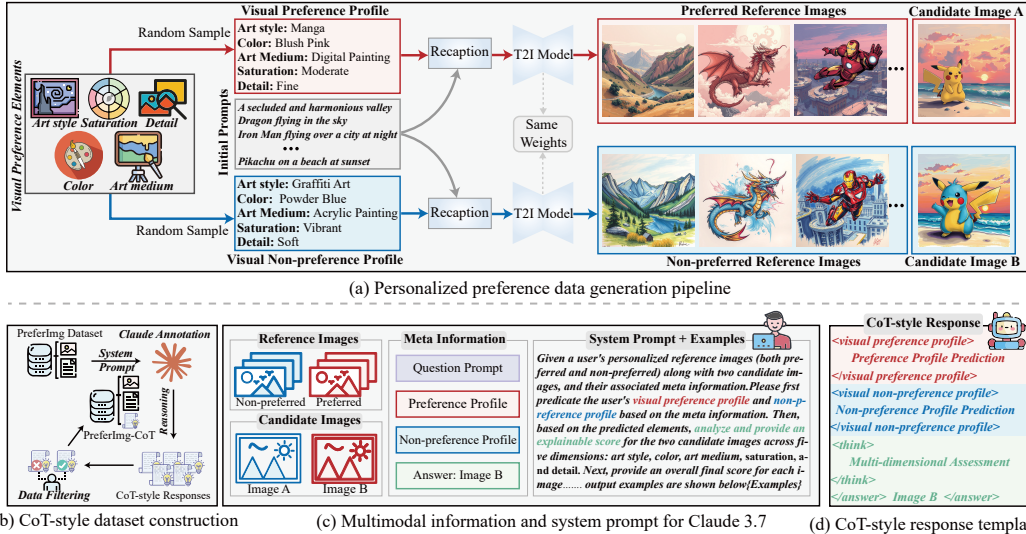 Visual Preference Elements
Art style
Saturation
Detail
Color
Art medium
Random Sample
Random Sample
Visual Preference Profile
Art style: Manga
Color: Blush Pink
Art Medium: Digital Painting
Saturation: Moderate
Detail: Fine
Initial Prompts
A secluded and harmonious valley
Dragon flying in the sky
Iron Man flying over a city at night
•••
Pikachu on a beach at sunset
Art style: Graffiti Art
Color: Powder Blue
Art Medium: Acrylic Painting
Saturation: Vibrant
Detail: Soft
Visual Non-preference Profile
Recaption
T2I Model
Same
Weights
Recaption
T2I Model
Preferred Reference Images
•••
Candidate Image A
•••
Non-preferred Reference Images
Candidate Image B
(a) Personalized preference data generation pipeline
PreferImg Dataset
Claude Annotation
System
Prompt
Reasoning
PreferImg-CoT
Data Filtering
CoT-style Responses
b) CoT-style dataset construction
Reference Images
Non-preferred
Preferred
Candidate Images
Image A
Image B
Meta Information
Question Prompt
Preference Profile
Non-preference Profile
Answer: Image B
System Prompt + Examples
Given a user's personalized reference images (both pre-
ferred and non-preferred) along with two candidate im-
ages, and their associated meta information.Please frst
predicate the user's visual preference profile and non-p-
reference profile based on the meta information. Then,
based on the predicted elements, analyze and provide an
explainable score for the two candidate images across fi-
ve dimensions: art style, color, art medium, saturation, a-
nd detail. Next, provide an overall final score for each i-
mage....... output examples are shown below{Examples}
(c) Multimodal information and system prompt for Claude 3.7
CoT-style Response
<visual preference profile>
Preference Profile Prediction
</visual preference profile>
<visual non-preference profile>
Non-preference Profile Prediction
</visual non-preference profile>
<think>
Multi-dimensional Assessment
</think>
</answer> Image B </answer>
(d) CoT-style response templa